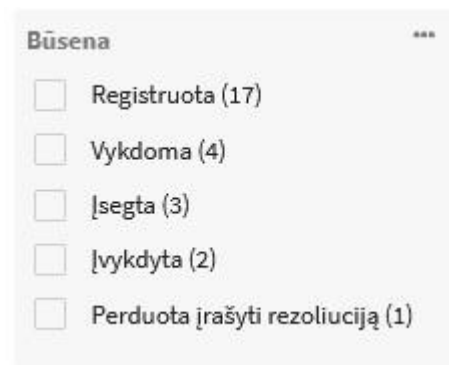 Būsena
Registruota (17)
Vykdoma (4)
Įsegta (3)
Įvykdyta (2)
Perduota įrašyti rezoliuciją (1)